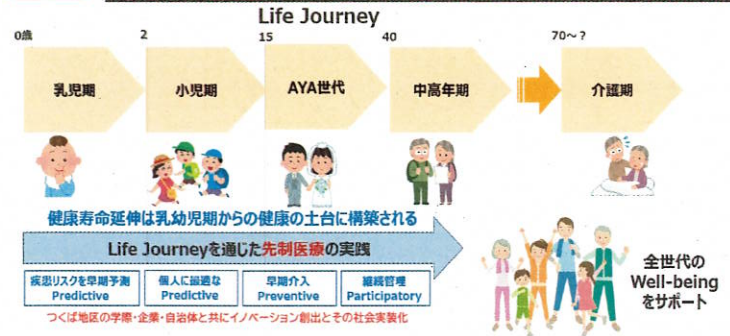 Life Journey
0歳
2
15
40
70～？
乳児期
小児期
AYA世代
中高年期
介護期
健康寿命延伸は乳幼児期からの健康の土台に構築される
Life Journeyを通じた先制医療の実践
疾患リスクを早期予測
Predictive
個人に最適な
Predictive
早期介入
Preventive
継続管理
Participatory
つくば地区の学際・企業・自治体と共にイノベーション創出とその社会実装化
全世代の
Well-being
をサポート